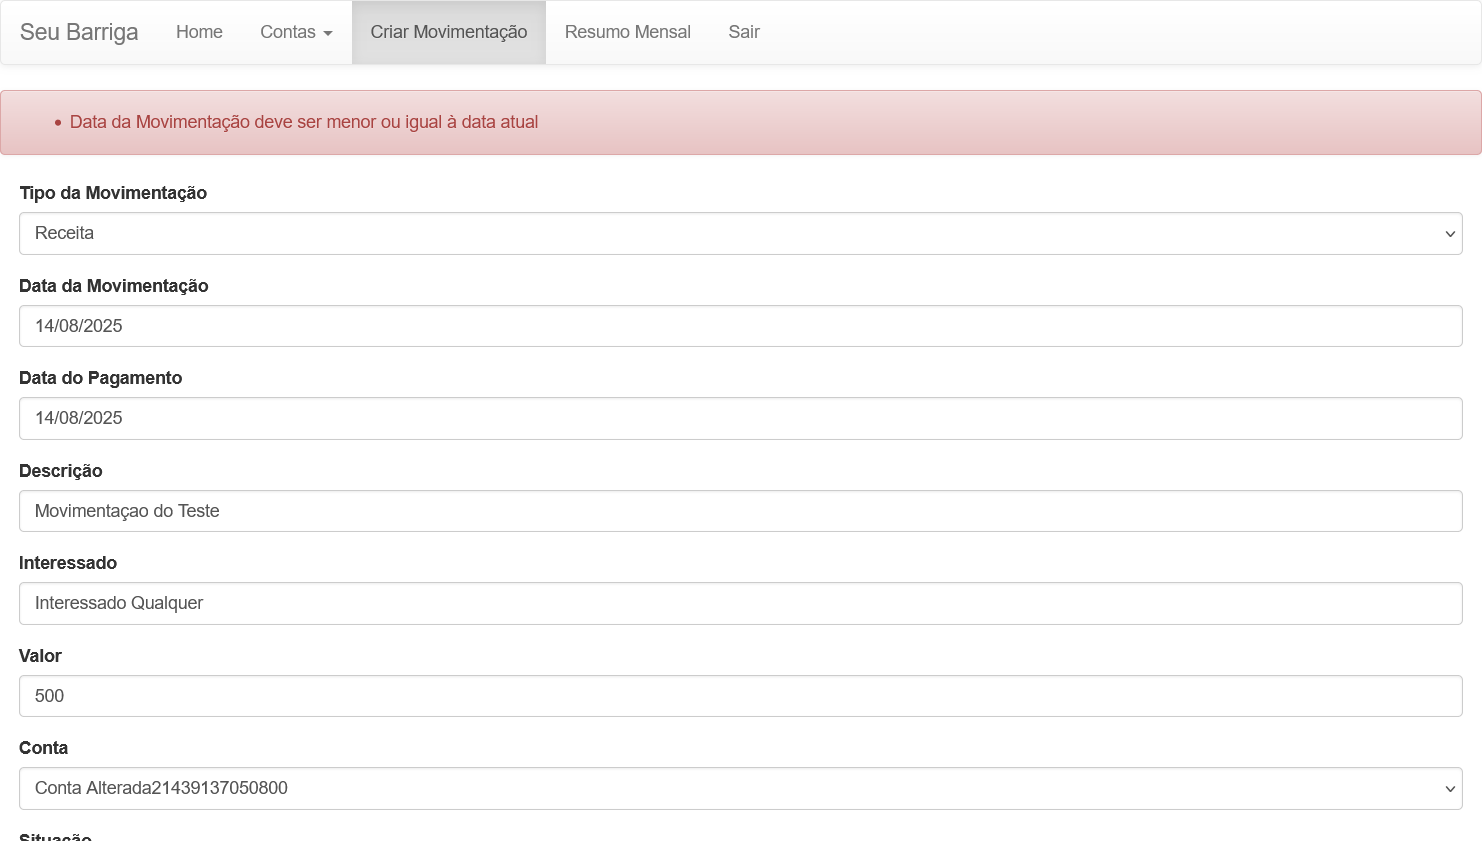 Seu Barriga Home Contas Criar Movimentação Resumo Mensal Sair
Data da Movimentação deve ser menor ou igual à data atual
Tipo da Movimentação
Receita
Data da Movimentação
14/08/2025
Data do Pagamento
14/08/2025
Descrição
Movimentaçao do Teste
Interessado
Interessado Qualquer
Valor
500
Conta
Conta Alterada21439137050800
Situação